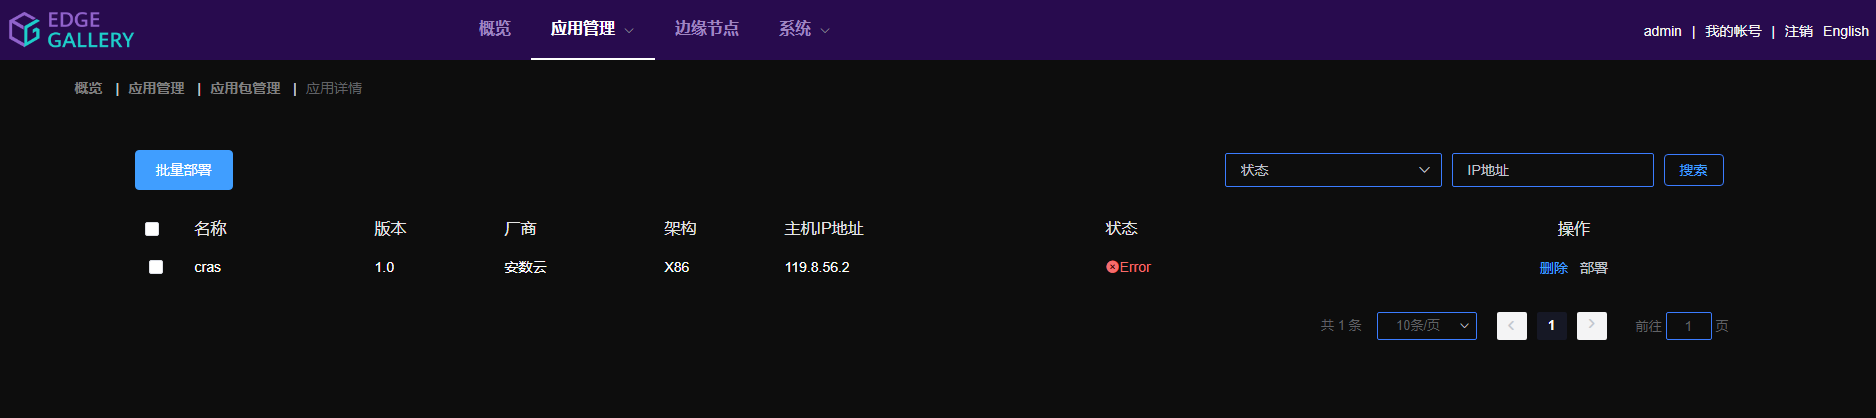 EDGE
GALLERY
概览 应用管理 边缘节点 系统
admin | 我的帐号 | 注销 English
概览 | 应用管理 | 应用包管理 | 应用详情
批量部署 状态 IP地址 搜索
名称 版本 厂商 架构 主机IP地址 状态 操作
cras 1.0 安数云 X86 119.8.56.2 Error 删除 部署
共 1 条 10条/页 1 前往 1 页